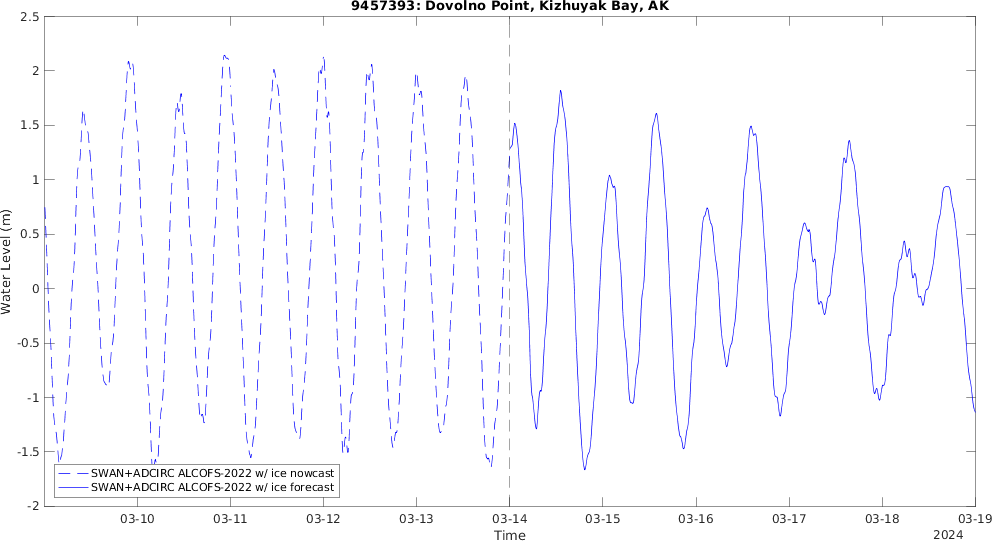 9457393: Dovolno Point, Kizhuyak Bay, AK
2.5
2
1.5
1
0.5
0
-0.5
-1
-1.5
-2
Water Level (m)
SWAN+ADCIRC ALCOFS-2022 w/ ice nowcast
SWAN+ADCIRC ALCOFS-2022 w/ ice forecast
03-10 03-11 03-12 03-13 03-14 03-15 03-16 03-17 03-18 03-19
Time
2024